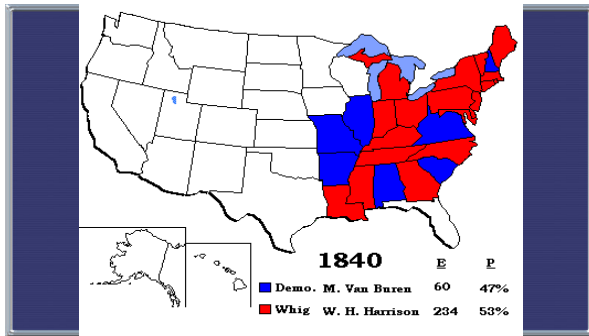 1840 E P
Demo. M. Van Buren 60 47%
Whig W. H. Harrison 234 53%